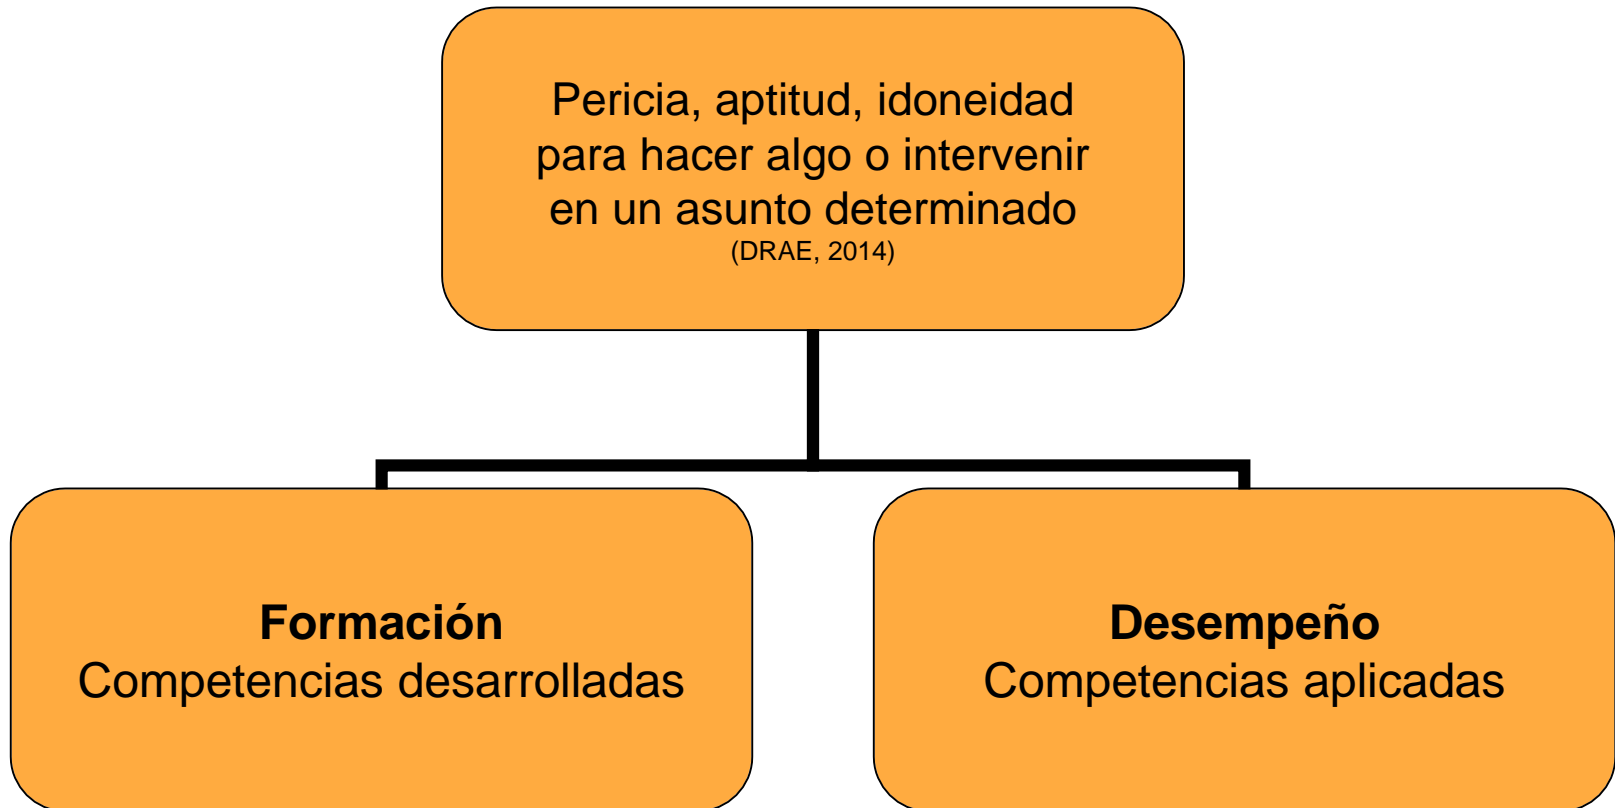 Pericia, aptitud, idoneidad
para hacer algo o intervenir
en un asunto determinado
(DRAE, 2014)
Formación
Competencias desarrolladas
Desempeño
Competencias aplicadas